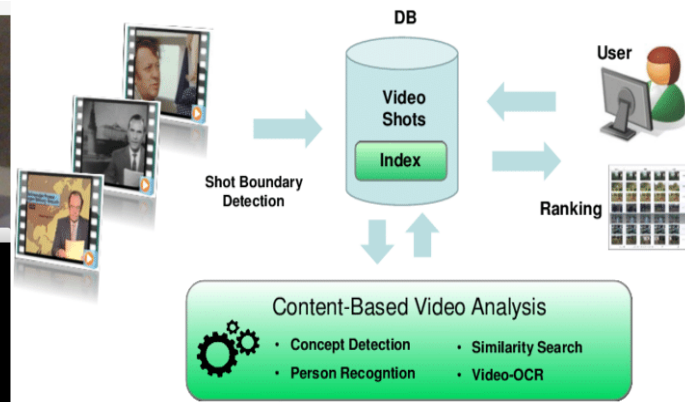 DB
User
Video
Shots
Index
Shot Boundary
Detection
Ranking
Content-Based Video Analysis
• Concept Detection
• Similarity Search
• Person Recogntion
• Video-OCR